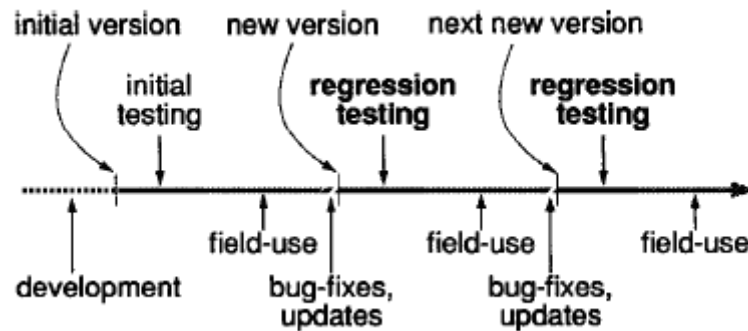 initial version
new version
next new version
initial
testing
regression
testing
regression
testing
field-use
field-use
field-use
development
bug-fixes,
updates
bug-fixes,
updates